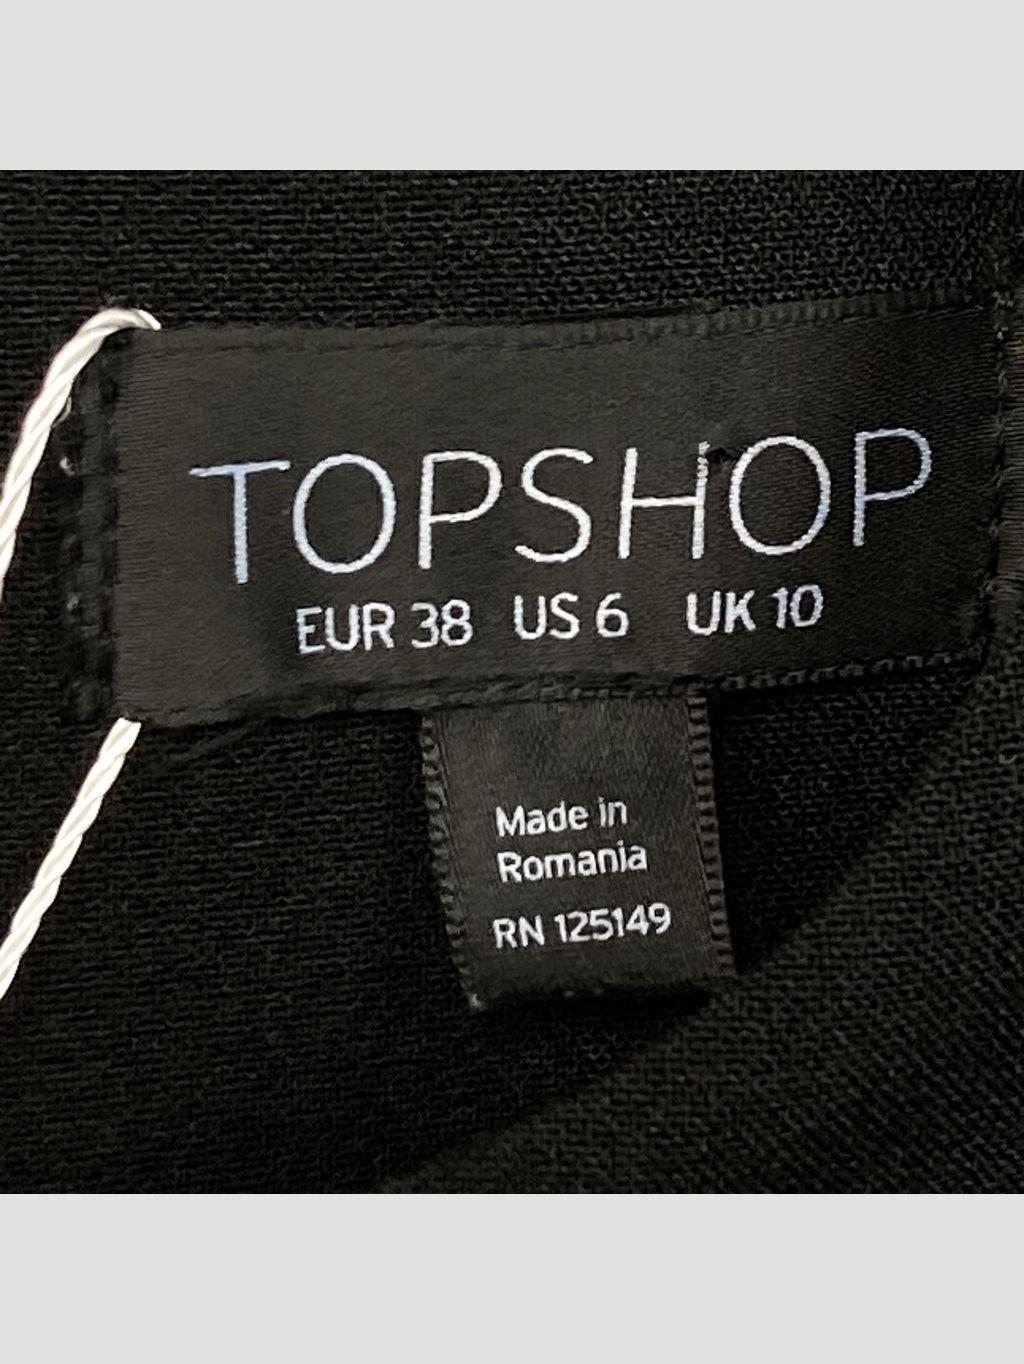 TOPSHOP
EUR 38 US 6 UK 10
Made in
Romania
RN 125149